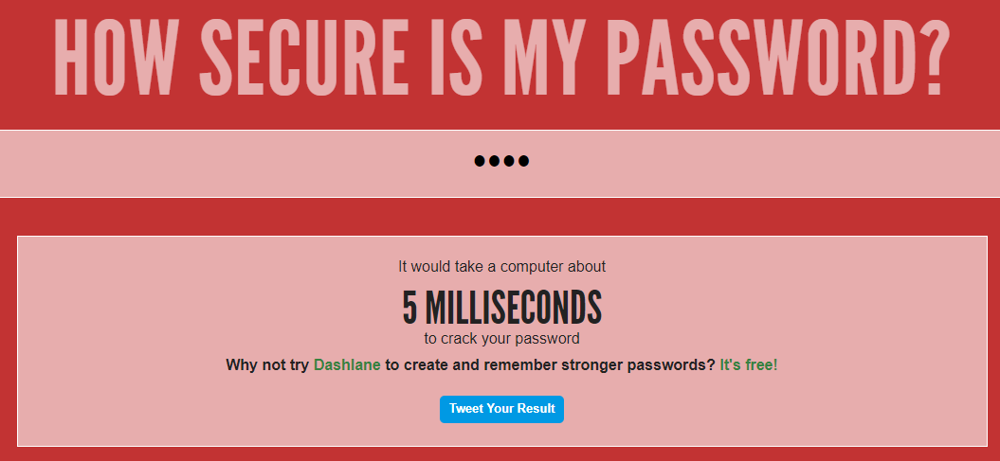 HOW SECURE IS MY PASSWORD?
••••
It would take a computer about
5 MILLISECONDS
to crack your password
Why not try Dashlane to create and remember stronger passwords? It's free!
Tweet Your Result